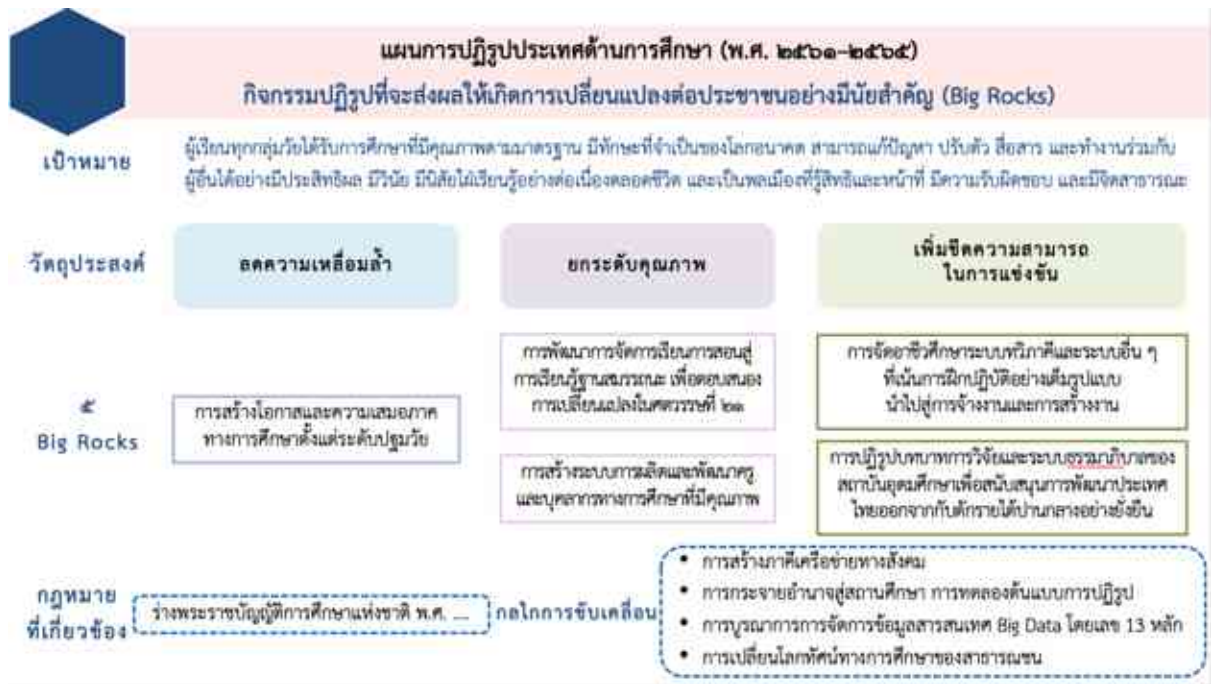 แผนการปฏิรูปประเทศด้านการศึกษา (พ.ศ. ๒๕๖๑-๒๕๖๕)
กิจกรรมปฏิรูปที่จะส่งผลให้เกิดการเปลี่ยนแปลงต่อประชาชนอย่างมีนัยสำคัญ (Big Rocks)
เป้าหมาย
ผู้เรียนทุกกลุ่มวัยได้รับการศึกษาที่มีคุณภาพตามมาตรฐาน มีทักษะที่จำเป็นของโลกอนาคต สามารถแก้ปัญหา ปรับตัว สื่อสาร และทำงานร่วมกับ
ผู้อื่นได้อย่างมีประสิทธิผล มีวินัย มีนิสัยใฝ่เรียนรู้อย่างต่อเนื่องตลอดชีวิต และเป็นพลเมืองที่รู้สิทธิและหน้าที่ มีความรับผิดชอบ และมีจิตสาธารณะ
วัตถุประสงค์
ลดความเหลื่อมล้ำ
ยกระดับคุณภาพ
เพิ่มขีดความสามารถ
ในการแข่งขัน
๕
Big Rocks
การสร้างโอกาสและความเสมอภาค
ทางการศึกษาตั้งแต่ระดับปฐมวัย
การพัฒนาการจัดการเรียนการสอนสู่
การเรียนรู้ฐานสมรรถนะ เพื่อตอบสนอง
การเปลี่ยนแปลงในศตวรรษที่ ๒๑
การสร้างระบบการผลิตและพัฒนาครู
และบุคลากรทางการศึกษาที่มีคุณภาพ
การจัดอาชีวศึกษาระบบทวิภาคีและระบบอื่น ๆ
ที่เน้นการฝึกปฏิบัติอย่างเต็มรูปแบบ
นำไปสู่การจ้างงานและการสร้างงาน
การปฏิรูปบทบาทการวิจัยและระบบธรรมาภิบาลของ
สถาบันอุดมศึกษาเพื่อสนับสนุนการพัฒนาประเทศ
ไทยออกจากกับดักรายได้ปานกลางอย่างยั่งยืน
กฎหมาย
ที่เกี่ยวข้อง
ร่างพระราชบัญญัติการศึกษาแห่งชาติ พ.ศ. ....
กลไกการขับเคลื่อน
• การสร้างภาคีเครือข่ายทางสังคม
• การกระจายอำนาจสู่สถานศึกษา การทดลองต้นแบบการปฏิรูป
• การบูรณาการการจัดการข้อมูลสารสนเทศ Big Data โดยเลข 13 หลัก
• การเปลี่ยนโลกทัศน์ทางการศึกษาของสาธารณชน